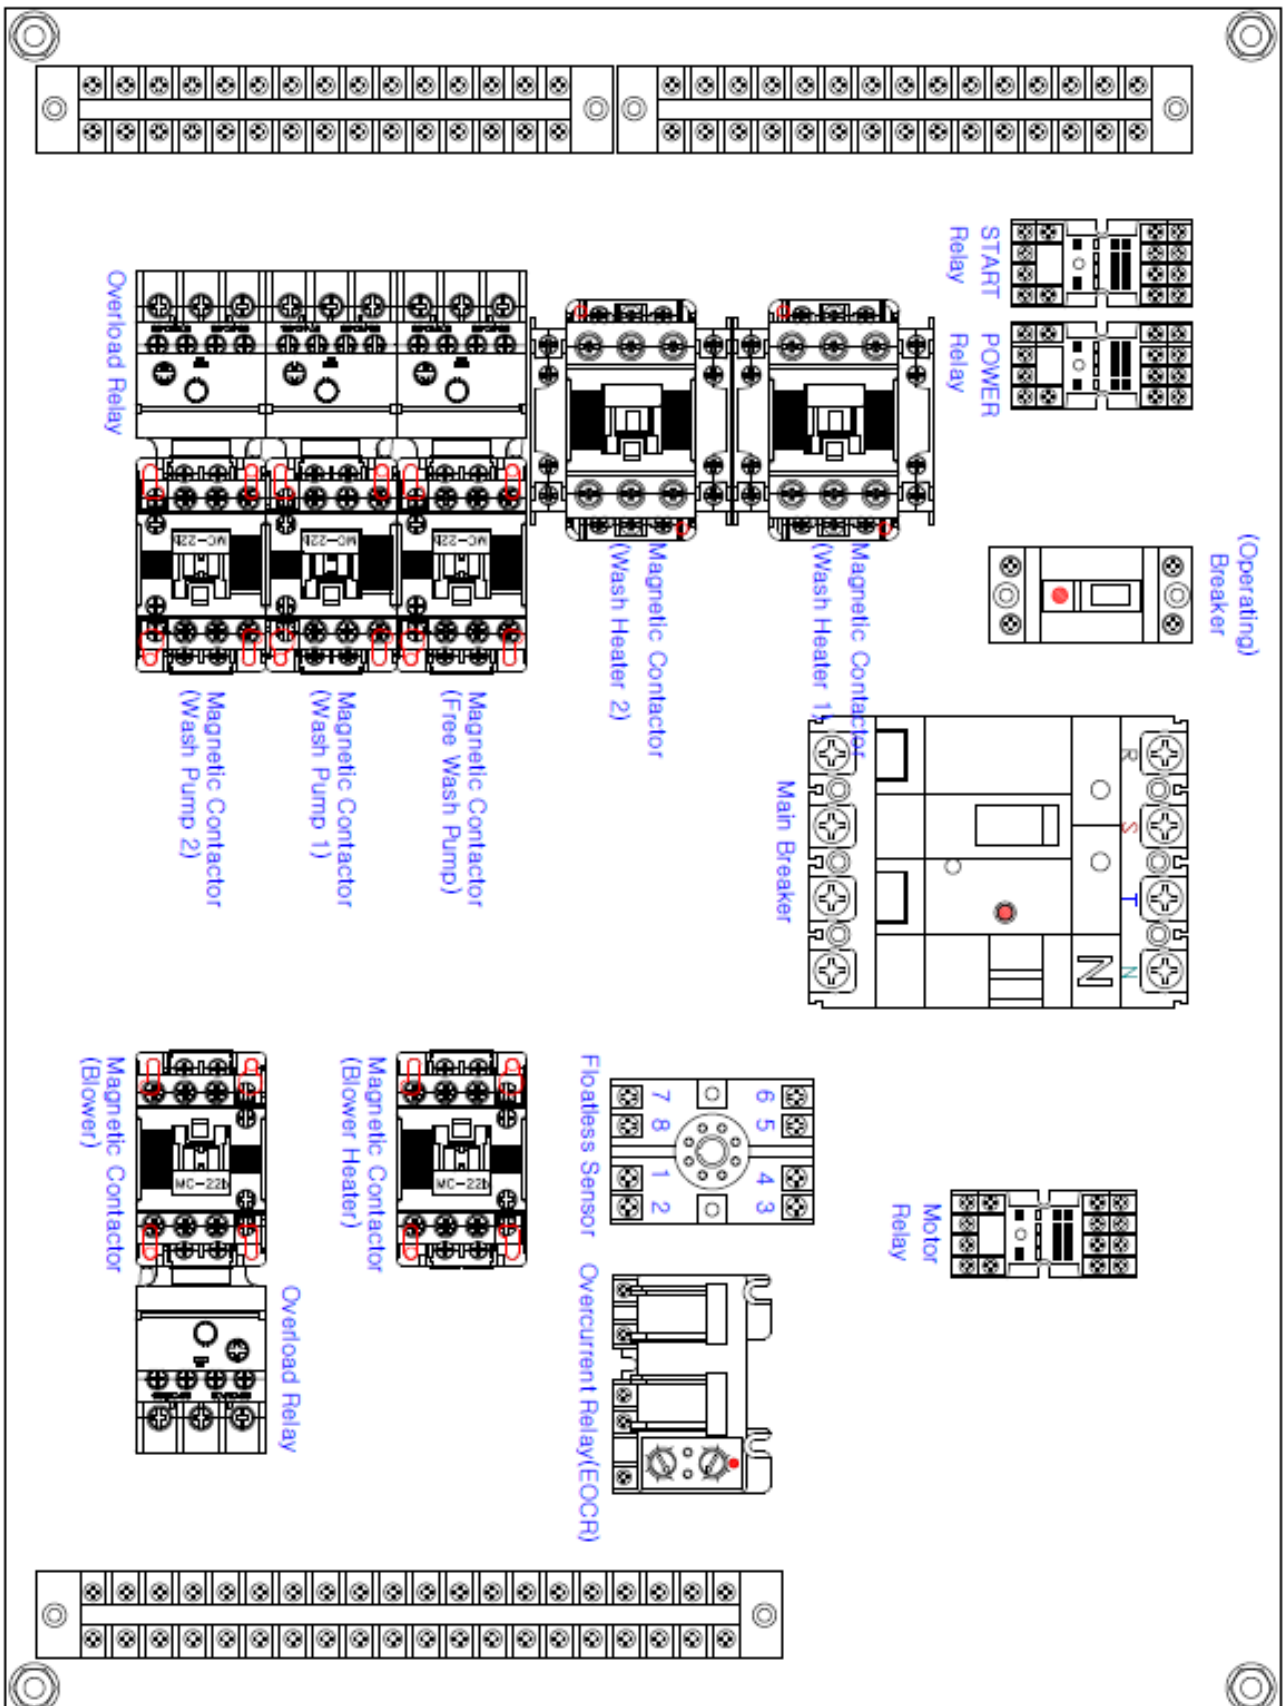 (Operating)
Breaker
START
Relay
POWER
Relay
Main Breaker
R
S
T
N
N
Motor
Relay
Magnetic Contactor
(Wash Heater 1)
Magnetic Contactor
(Wash Heater 2)
Floatless Sensor
6 5 4 3
7 8 1 2
Overcurrent Relay(EOCR)
Magnetic Contactor
(Free Wash Pump)
Magnetic Contactor
(Wash Pump 1)
Magnetic Contactor
(Wash Pump 2)
MC-22b
MC-22b
MC-22b
Overload Relay
Magnetic Contactor
(Blower Heater)
MC-22b
Magnetic Contactor
(Blower)
MC-22b
Overload Relay